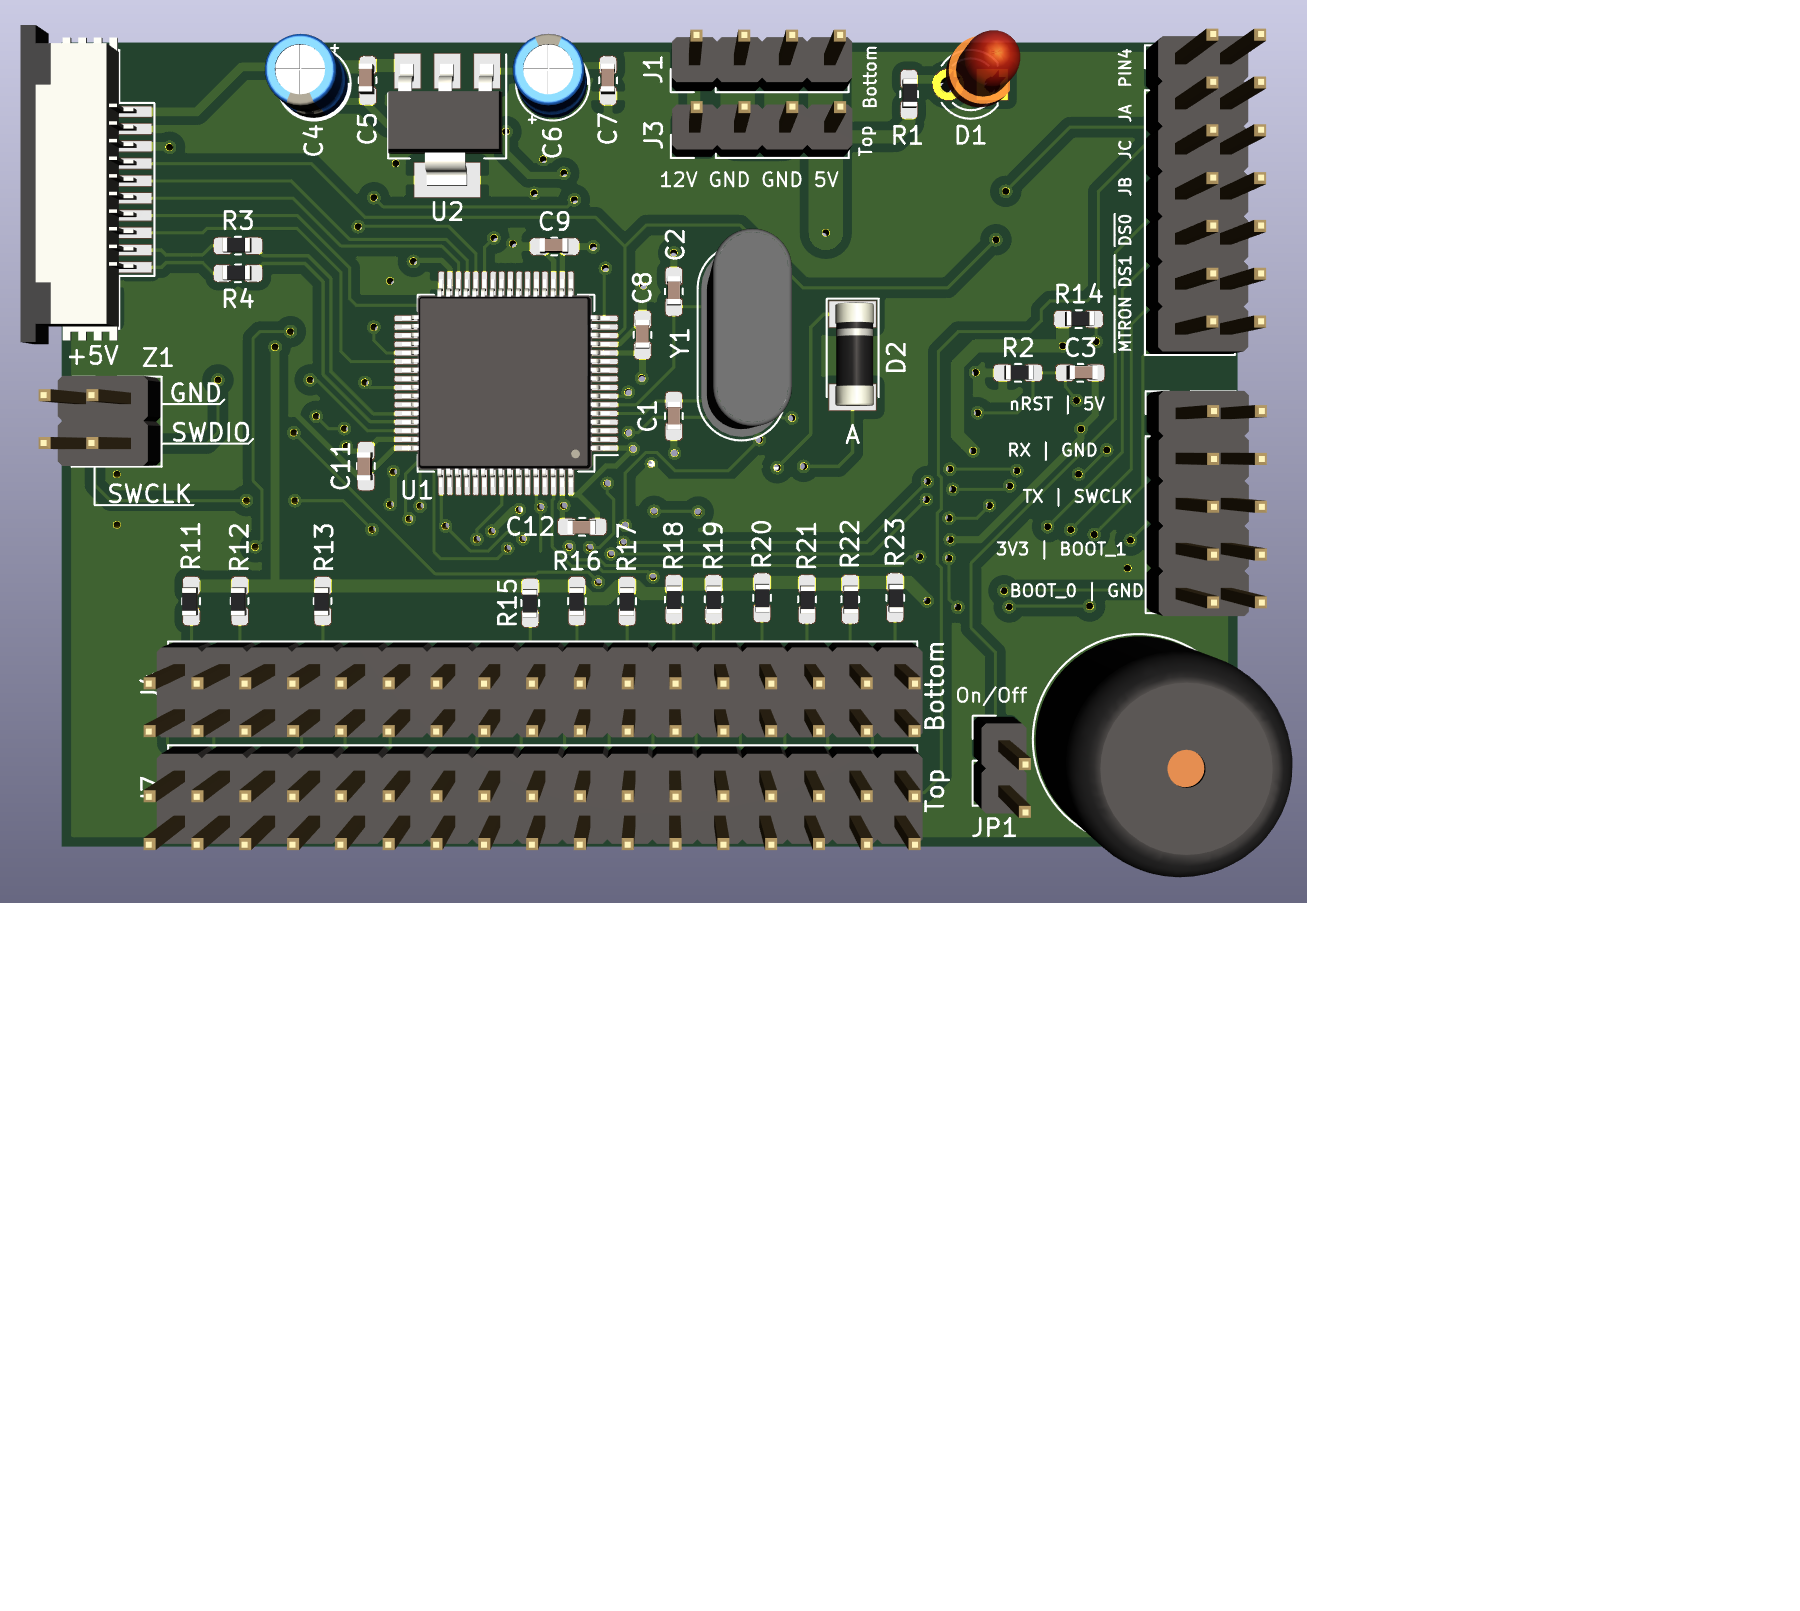 C4
C5
C6
C7
J1
Bottom
J3
Top
12V GND GND 5V
R1
D1
PIN4
JA
JC
JB
DS0
DS1
MTRON
U2
R3
R4
C9
C2
C8
Y1
C1
D2
A
R14
R2
C3
+5V
Z1
GND
SWDIO
SWCLK
C11
U1
C12
nRST | 5V
RX | GND
TX | SWCLK
3V3 | BOOT_1
BOOT_0 | GND
R11
R12
R13
R15
R16
R17
R18
R19
R20
R21
R22
R23
Bottom
Top
On/Off
JP1